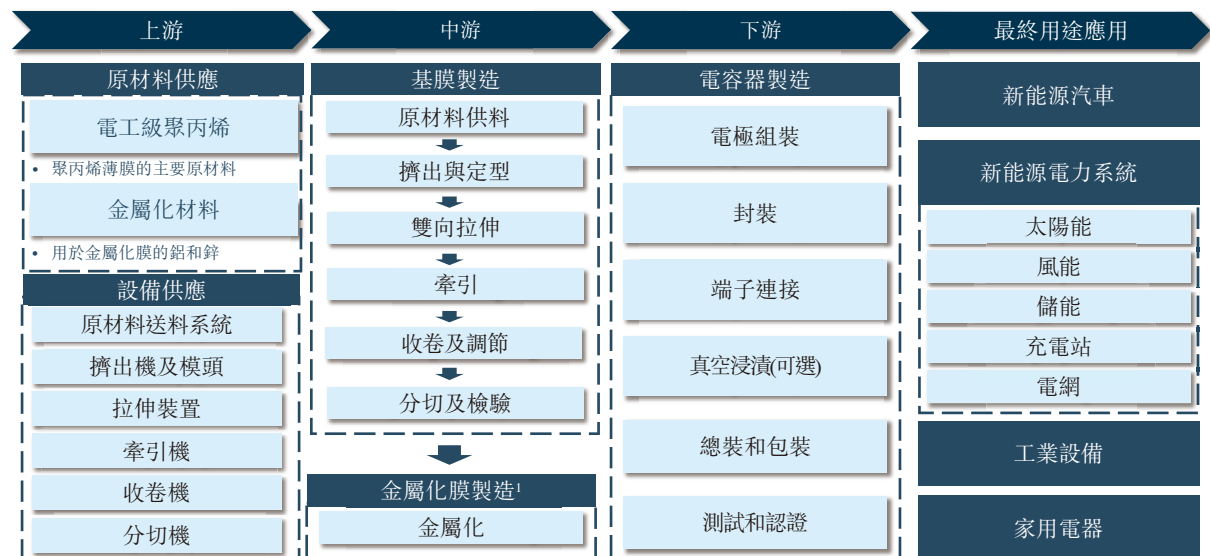 上游
中游
下游
最終用途應用
原材料供應
電工級聚丙烯
• 聚丙烯薄膜的主要原材料
金屬化材料
• 用於金屬化膜的鋁和鋅
設備供應
原材料送料系統
擠出機及模頭
拉伸裝置
牽引機
收卷機
分切機
基膜製造
原材料供料
擠出與定型
雙向拉伸
牽引
收卷及調節
分切及檢驗
金屬化膜製造¹
金屬化
電容器製造
電極組裝
封裝
端子連接
真空浸漬(可選)
總裝和包裝
測試和認證
新能源汽車
新能源電力系統
太陽能
風能
儲能
充電站
電網
工業設備
家用電器